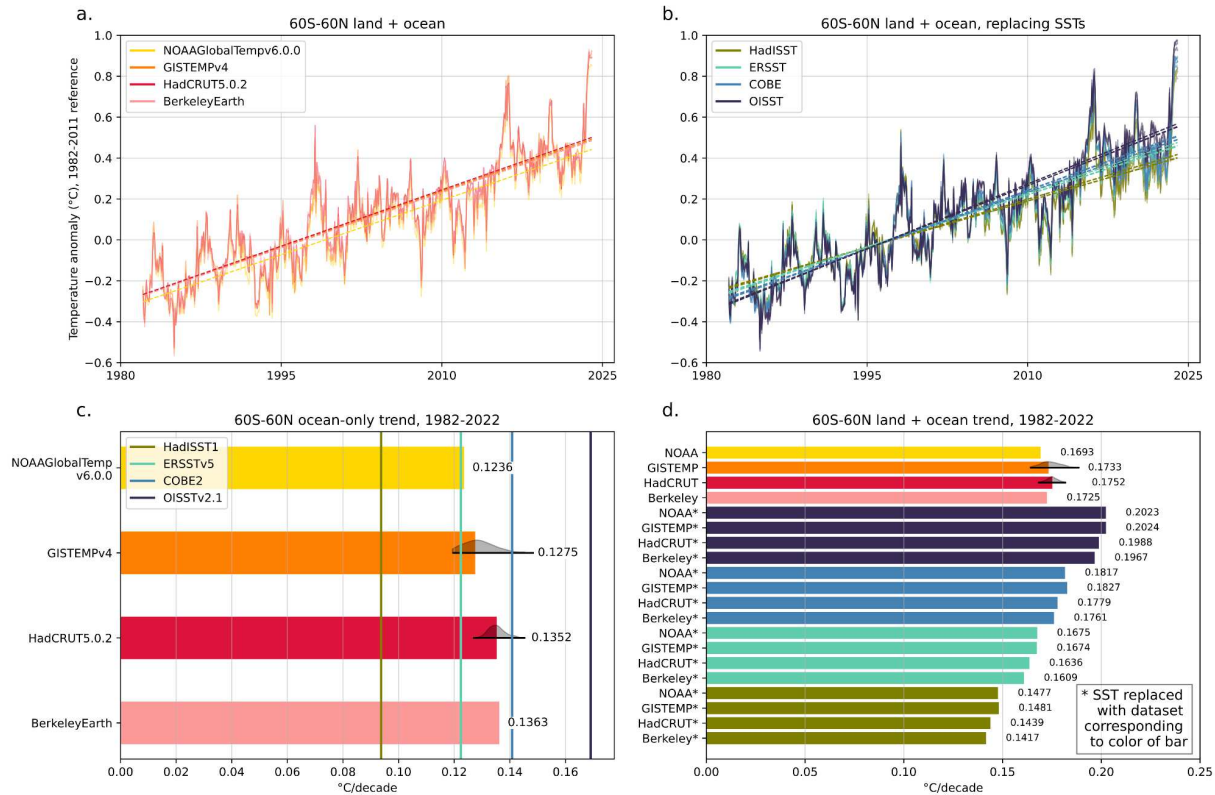 a.
60S-60N land + ocean
NOAAGlobalTempv6.0.0
GISTEMPv4
HadCRUT5.0.2
BerkeleyEarth
Temperature anomaly (°C), 1982-2011 reference
1.0
0.8
0.6
0.4
0.2
0.0
−0.2
−0.4
−0.6
1980
1995
2010
2025
b.
60S-60N land + ocean, replacing SSTs
HadISST
ERSST
COBE
OISST
1.0
0.8
0.6
0.4
0.2
0.0
−0.2
−0.4
−0.6
1980
1995
2010
2025
c.
60S-60N ocean-only trend, 1982-2022
HadISST1
ERSSTv5
COBE2
OISSTv2.1
NOAAGlobalTemp
v6.0.0
0.1236
GISTEMPv4
0.1275
HadCRUT5.0.2
0.1352
BerkeleyEarth
0.1363
0.00
0.02
0.04
0.06
0.08
0.10
0.12
0.14
0.16
°C/decade
d.
60S-60N land + ocean trend, 1982-2022
NOAA 0.1693
GISTEMP 0.1733
HadCRUT 0.1752
Berkeley 0.1725
NOAA* 0.2023
GISTEMP* 0.2024
HadCRUT* 0.1988
Berkeley* 0.1967
NOAA* 0.1817
GISTEMP* 0.1827
HadCRUT* 0.1779
Berkeley* 0.1761
NOAA* 0.1675
GISTEMP* 0.1674
HadCRUT* 0.1636
Berkeley* 0.1609
NOAA* 0.1477
GISTEMP* 0.1481
HadCRUT* 0.1439
Berkeley* 0.1417
* SST replaced
with dataset
corresponding
to color of bar
0.00
0.05
0.10
0.15
0.20
0.25
°C/decade